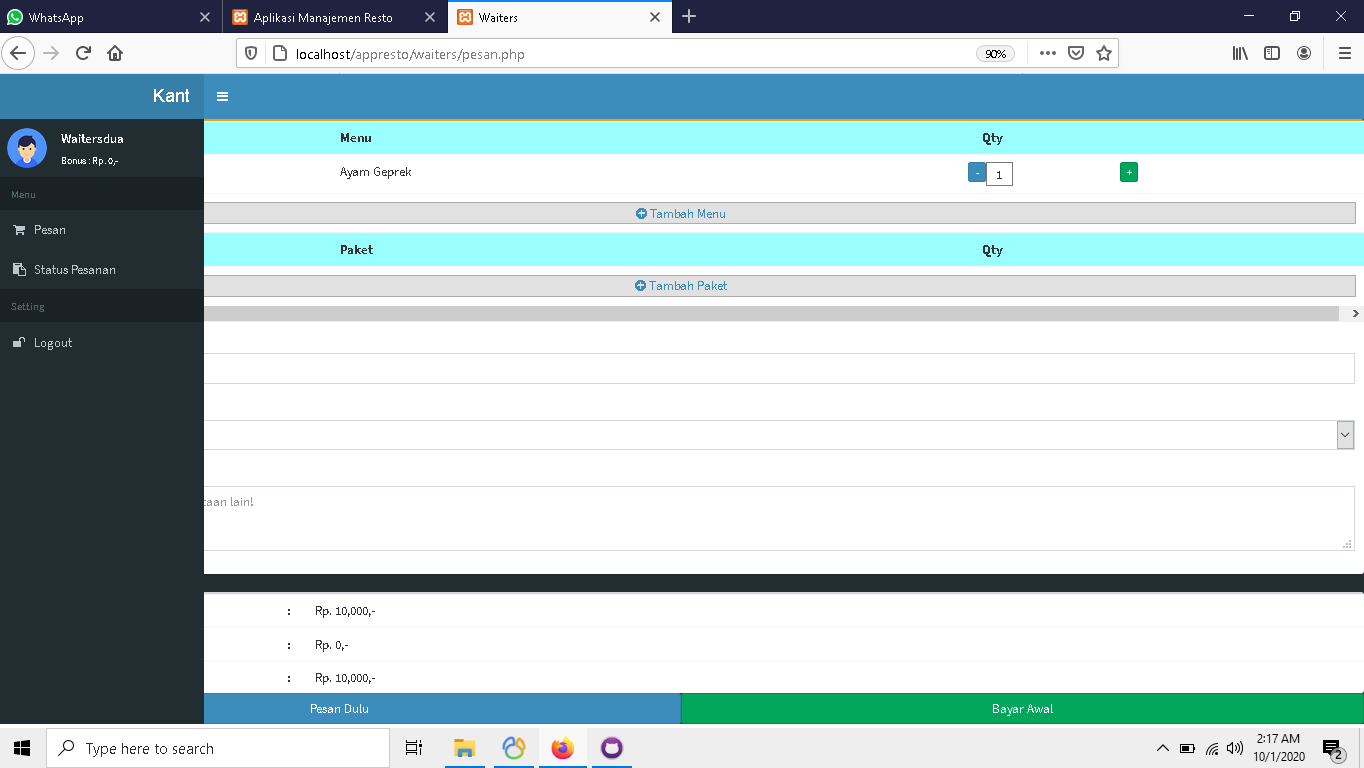 WhatsApp
Aplikasi Manajemen Resto
Waiters
localhost/appresto/waiters/pesan.php
90%
Kant
Waitersdua
Bonus : Rp. 0,-
Menu
Pesan
Status Pesanan
Setting
Logout
Menu Qty
Ayam Geprek - 1 +
Tambah Menu
Paket Qty
Tambah Paket
taan lain!
: Rp. 10,000,-
: Rp. 0,-
: Rp. 10,000,-
Pesan Dulu
Bayar Awal
Type here to search
2:17 AM
10/1/2020
2